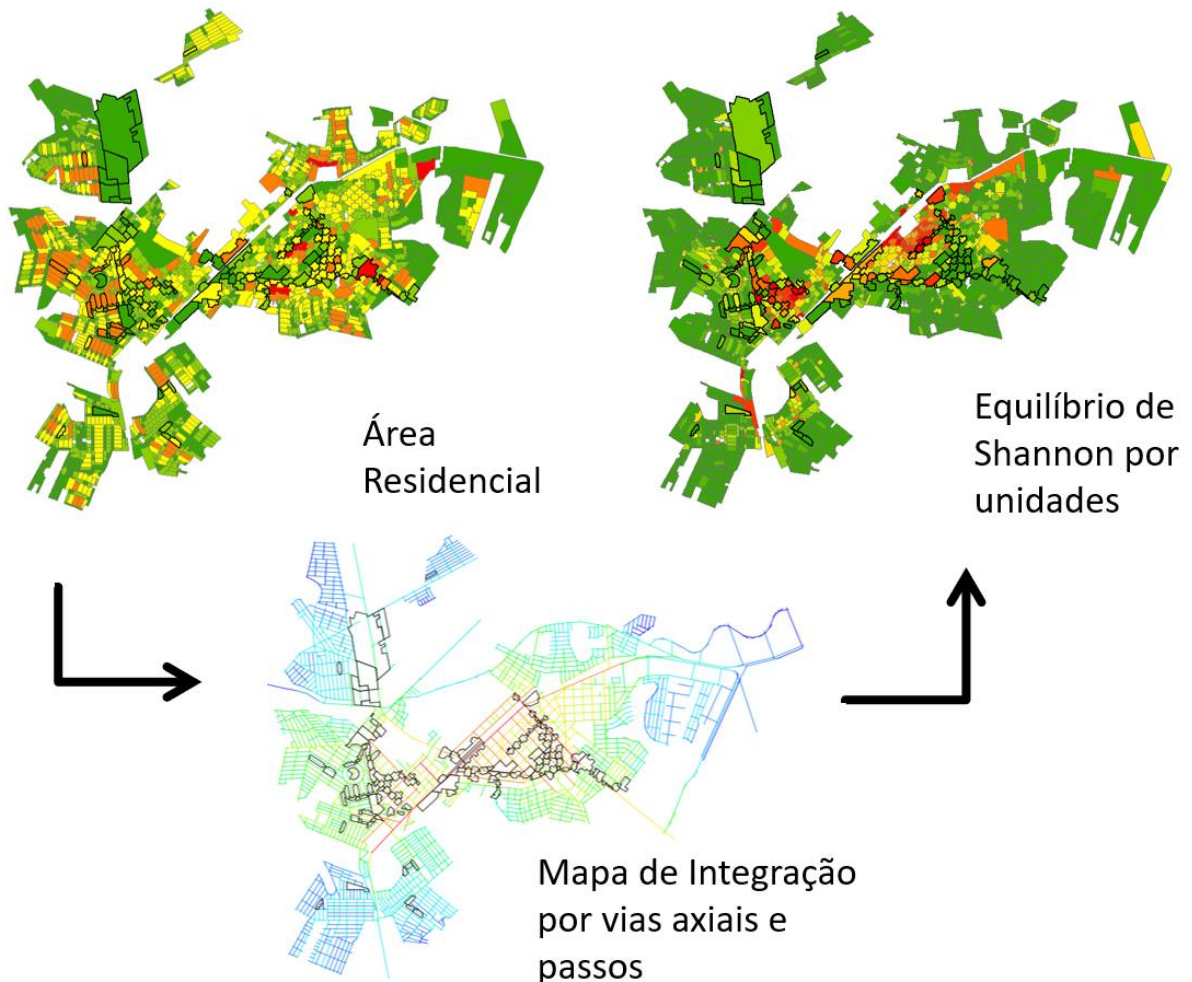 Área
Residencial
Equilíbrio de
Shannon por
unidades
Mapa de Integração
por vias axiais e
passos